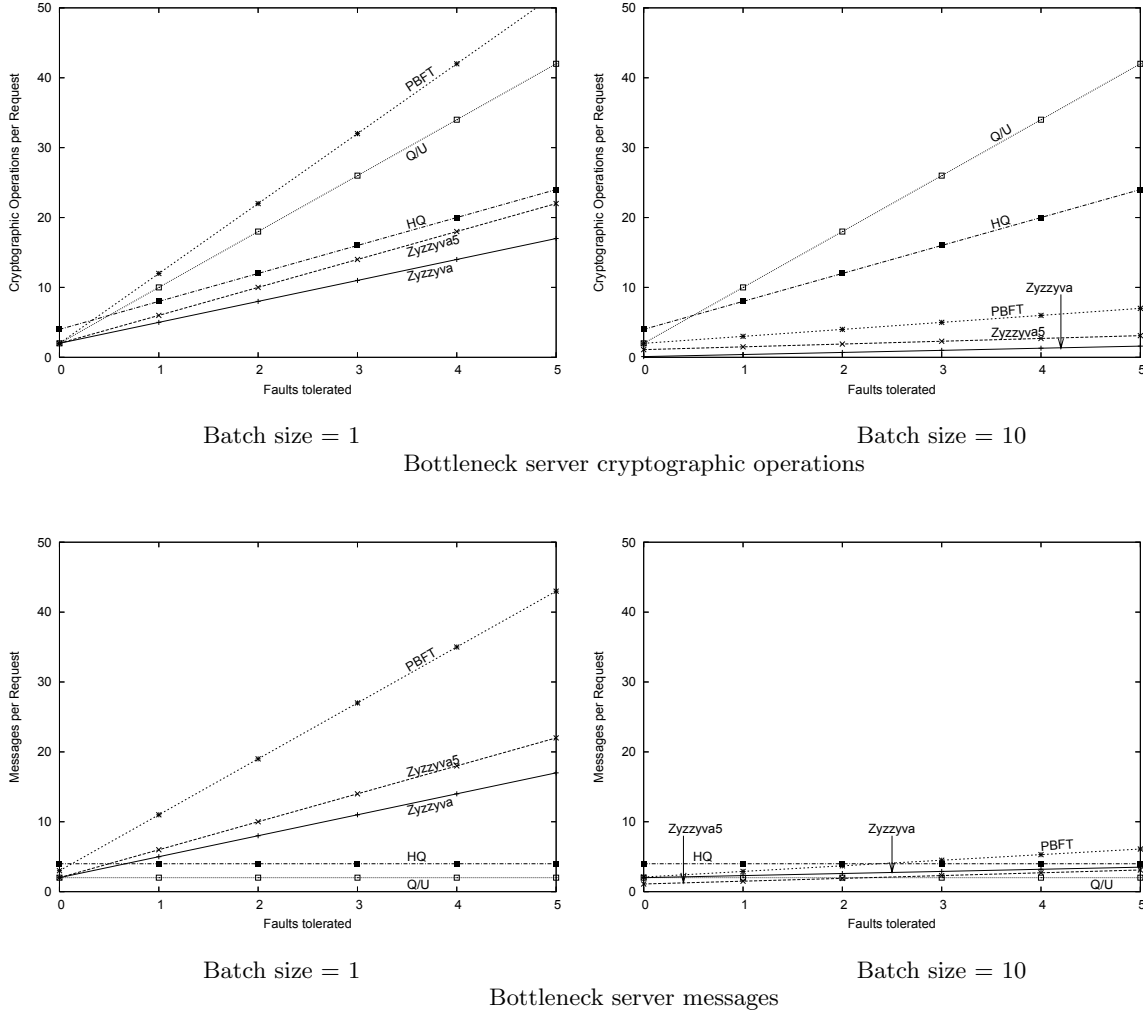 50
40
30
20
10
0
Cryptographic Operations per Request
PBFT
Q/U
HQ
Zyzzyva5
Zyzzyva
0 1 2 3 4 5
Faults tolerated
Batch size = 1
50
40
30
20
10
0
Cryptographic Operations per Request
Q/U
HQ
Zyzzyva
PBFT
Zyzzyva5
0 1 2 3 4 5
Faults tolerated
Batch size = 10
Bottleneck server cryptographic operations
50
40
30
20
10
0
Messages per Request
PBFT
Zyzzyva5
Zyzzyva
HQ
Q/U
0 1 2 3 4 5
Faults tolerated
Batch size = 1
50
40
30
20
10
0
Messages per Request
Zyzzyva5
Zyzzyva
HQ
PBFT
Q/U
0 1 2 3 4 5
Faults tolerated
Batch size = 10
Bottleneck server messages